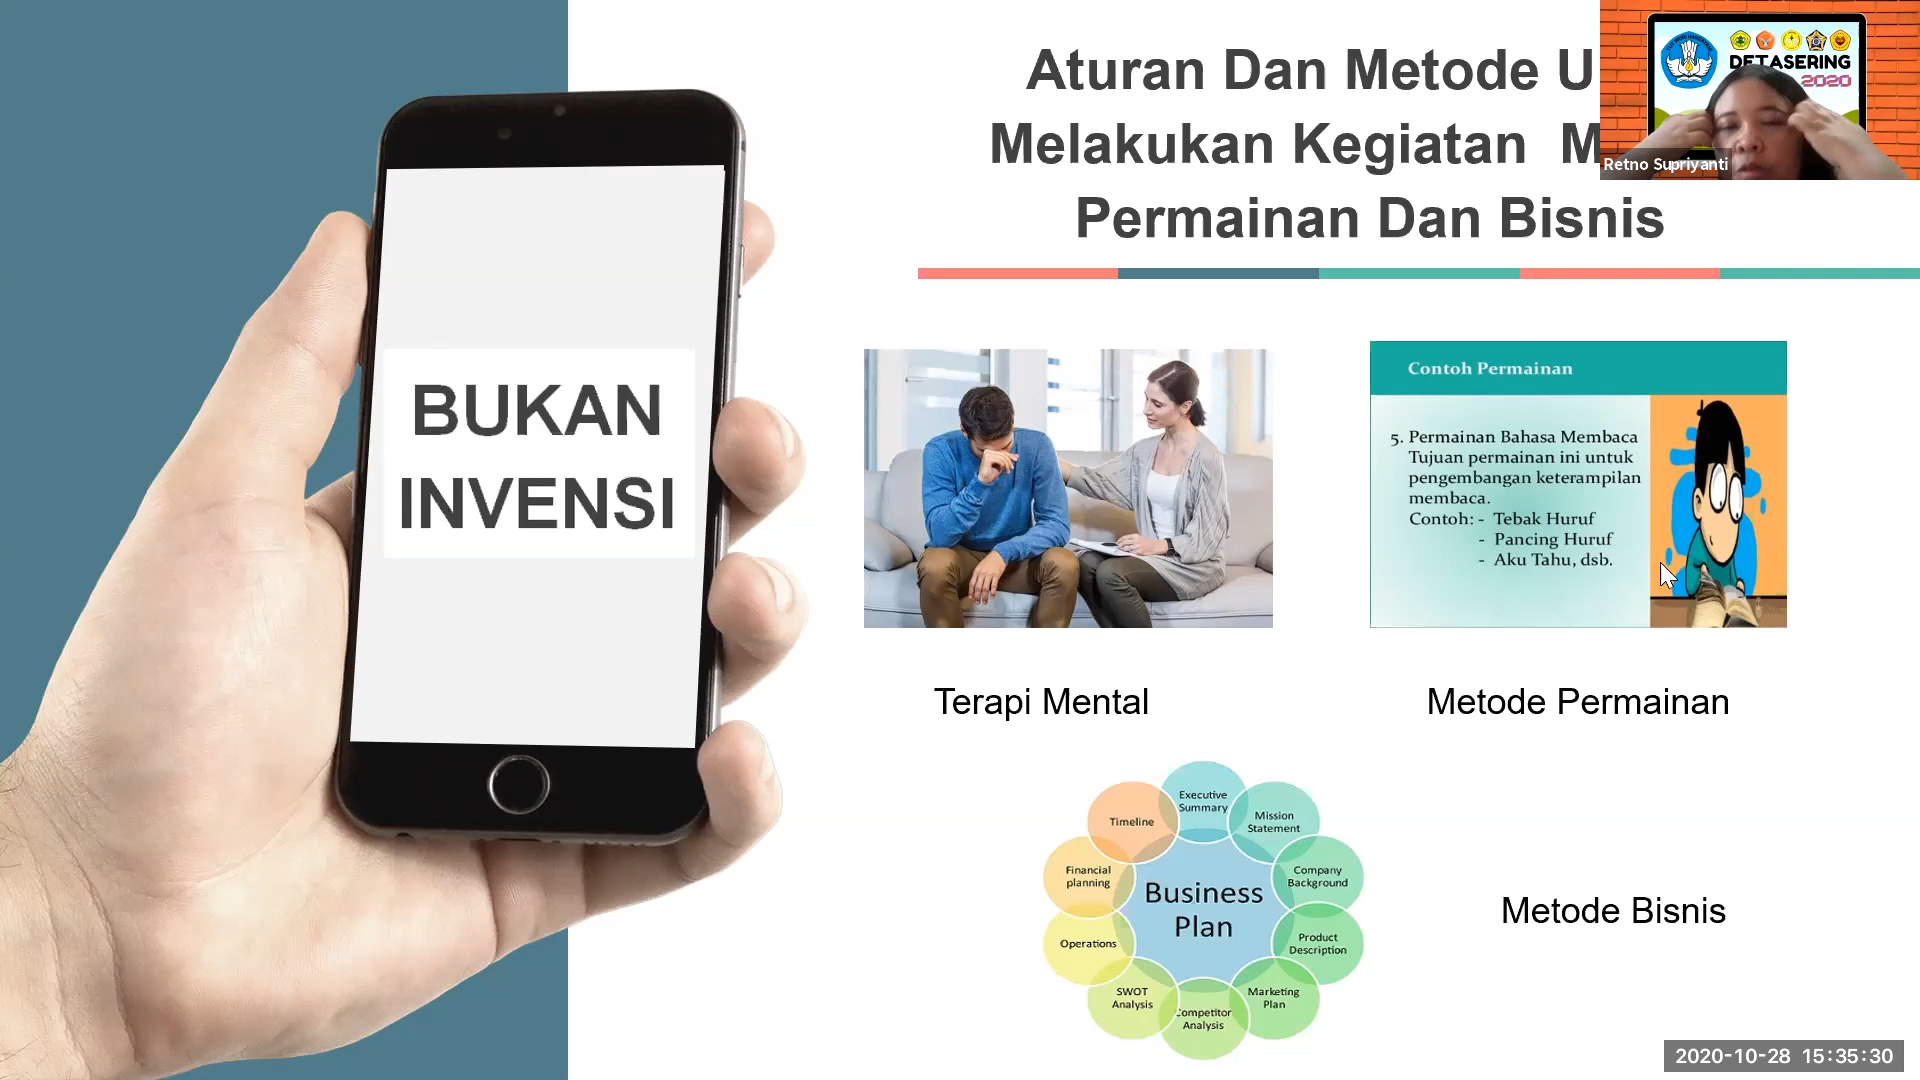 Aturan Dan Metode U
Melakukan Kegiatan M
Permainan Dan Bisnis
DETASERING
2020
Retno Supriyanti
BUKAN
INVENSI
Contoh Permainan
5. Permainan Bahasa Membaca
Tujuan permainan ini untuk
pengembangan keterampilan
membaca.
Contoh: - Tebak Huruf
- Pancing Huruf
- Aku Tahu, dsb.
Terapi Mental
Metode Permainan
Executive
Summary
Mission
Statement
Company
Background
Product
Description
Marketing
Plan
Competitor
Analysis
SWOT
Analysis
Operations
Financial
planning
Timeline
Business
Plan
Metode Bisnis
2020-10-28 15:35:30